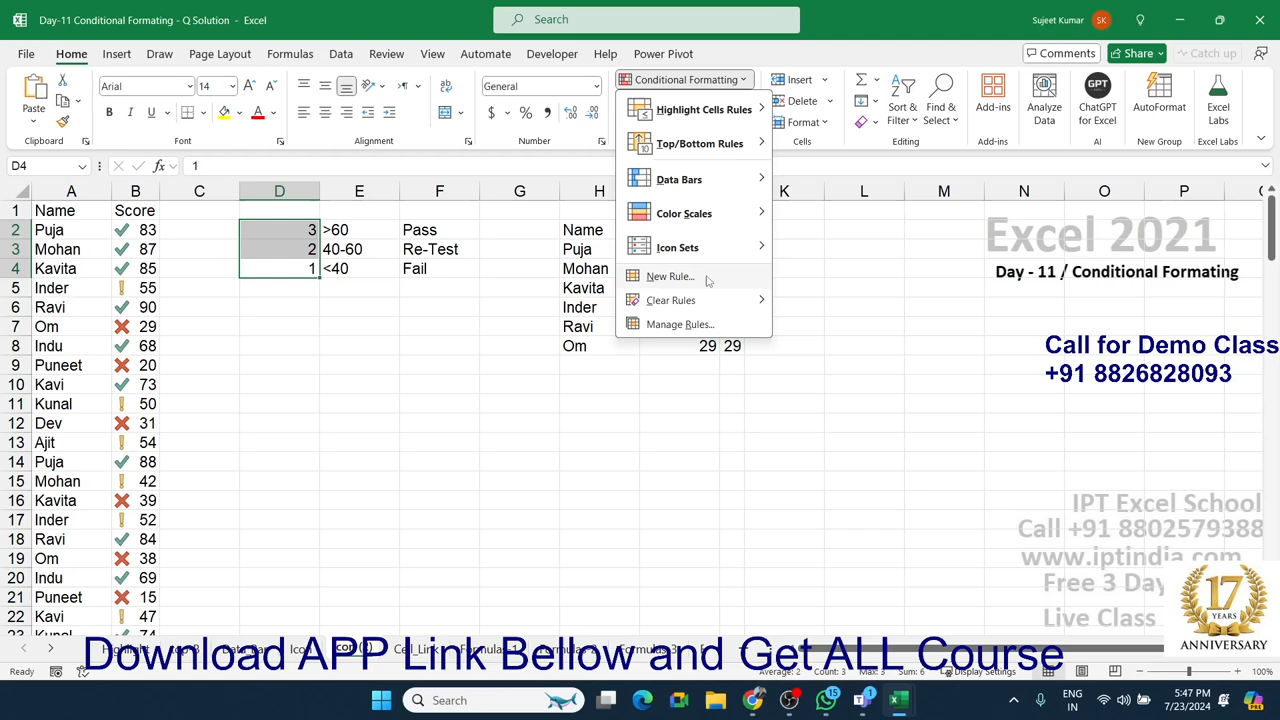 Day-11 Conditional Formating - Q Solution - Excel
Search
Sujeet Kumar
SK
File Home Insert Draw Page Layout Formulas Data Review View Automate Developer Help Power Pivot
Comments Share Catch up
Paste
Clipboard
Arial 14
Font
Alignment
General
Conditional Formatting
Insert
Delete
Format
Cells
Sort & Filter
Find & Select
Editing
Add-ins
Add-ins
Analyze Data
ChatGPT for Excel
AI
AutoFormat
New Group
Excel Labs
Excel Labs
Highlight Cells Rules
Top/Bottom Rules
Data Bars
Color Scales
Icon Sets
New Rule...
Clear Rules
Manage Rules...
D4 fx 1
A B C D E F G H K L M N O P
1 Name Score
2 Puja 83 3 >60 Pass Name
3 Mohan 87 2 40-60 Re-Test Puja
4 Kavita 85 1 <40 Fail Mohan
5 Inder 55 Kavita
6 Ravi 90 Inder
7 Om 29 Ravi
8 Indu 68 Om 29 29
9 Puneet 20
10 Kavi 73
11 Kunal 50
12 Dev 31
13 Ajit 54
14 Puja 88
15 Mohan 42
16 Kavita 39
17 Inder 52
18 Ravi 84
19 Om 38
20 Indu 69
21 Puneet 15
22 Kavi 47
23 Kunal 74
Excel 2021
Day - 11 / Conditional Formating
Call for Demo Class
+91 8826828093
IPT Excel School
Call +91 8802579388
www.iptindia.com
Free 3 Day
Live Class
17
YEARS
ANNIVERSARY
Download APP Link Bellow and Get ALL Course
Ready
Average: 2 Count: 3 Sum: 6 Display Settings 100%
Search
15
1
ENG
IN
5:47 PM
7/23/2024